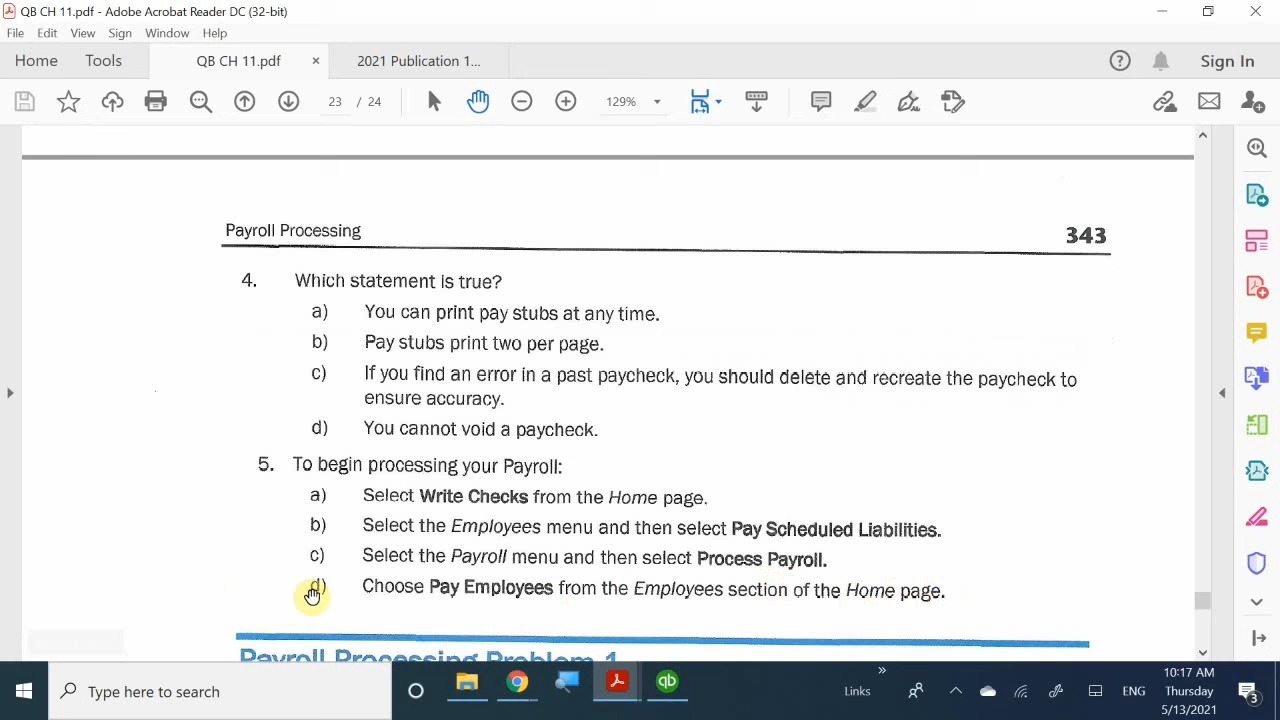 QB CH 11.pdf - Adobe Acrobat Reader DC (32-bit)
File Edit View Sign Window Help
Home Tools QB CH 11.pdf × 2021 Publication 1... Sign In
23 / 24 129%
Payroll Processing 343
4. Which statement is true?
a) You can print pay stubs at any time.
b) Pay stubs print two per page.
c) If you find an error in a past paycheck, you should delete and recreate the paycheck to
ensure accuracy.
d) You cannot void a paycheck.
5. To begin processing your Payroll:
a) Select Write Checks from the Home page.
b) Select the Employees menu and then select Pay Scheduled Liabilities.
c) Select the Payroll menu and then select Process Payroll.
d) Choose Pay Employees from the Employees section of the Home page.
Payroll Processing Problem 1
Type here to search
qb
Links
ENG
10:17 AM
Thursday
5/13/2021
3